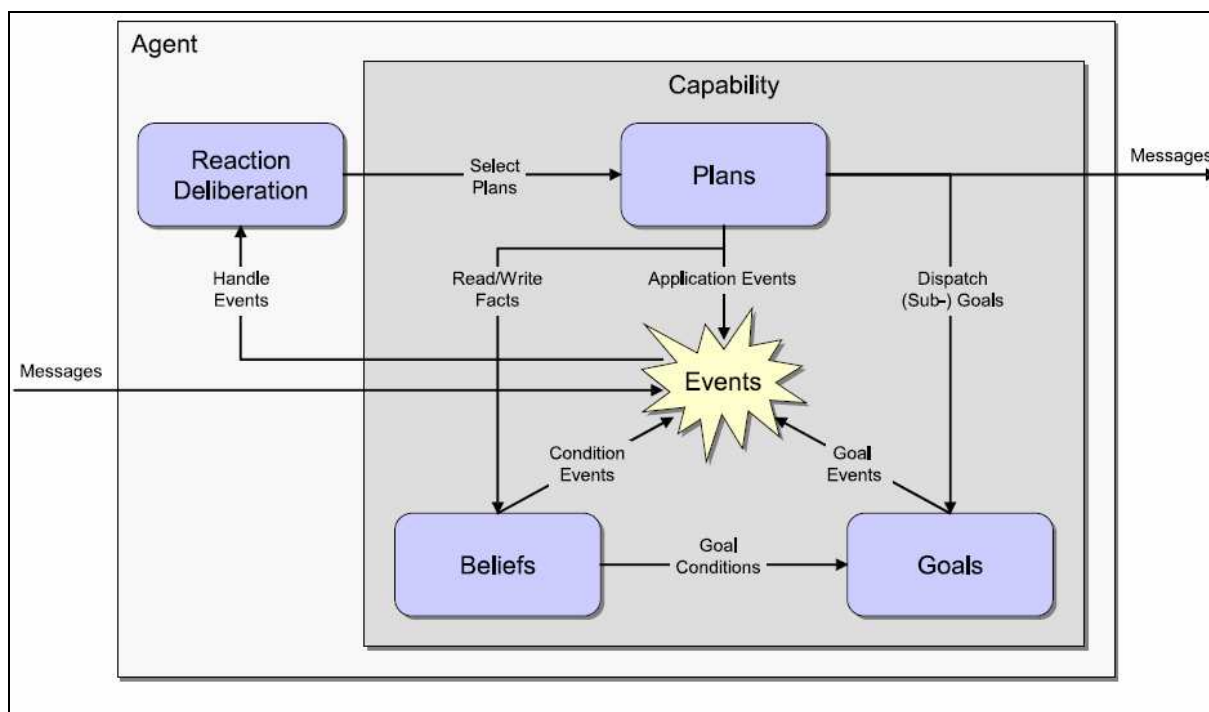 Agent
Capability
Reaction
Deliberation
Select
Plans
Plans
Messages
Handle
Events
Read/Write
Facts
Application Events
Dispatch
(Sub-) Goals
Messages
Events
Condition
Events
Goal
Events
Beliefs
Goal
Conditions
Goals